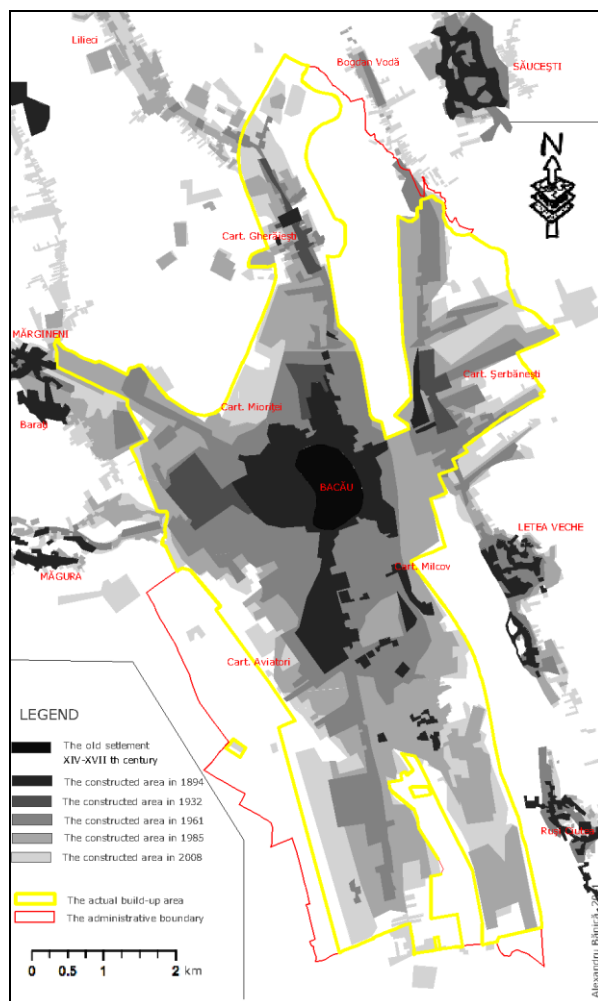 Lilieci
Bogdan Vodă
SĂUCEŞTI
N
Cart. Gherăieşti
MĂRGINENI
Cart. Şerbăneşti
Cart. Mioriţei
Baraţi
BACĂU
LETEA VECHE
Cart. Milcov
MĂGURA
Cart. Aviatori
LEGEND
The old setlement
XIV-XVII th century
The constructed area in 1894
The constructed area in 1932
The constructed area in 1961
The constructed area in 1985
The constructed area in 2008
The actual build-up area
The administrative boundary
0 0.5 1 2 km
Alexandru Bănică